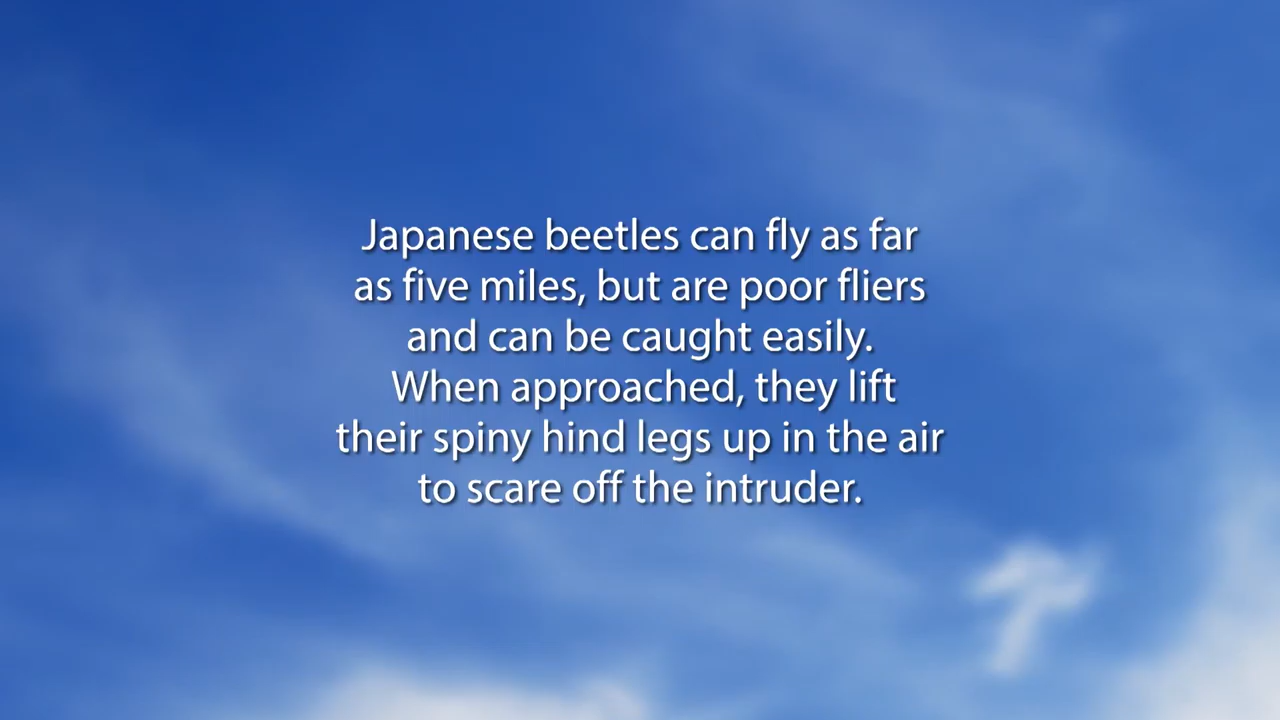 Japanese beetles can fly as far
as five miles, but are poor fliers
and can be caught easily.
When approached, they lift
their spiny hind legs up in the air
to scare off the intruder.